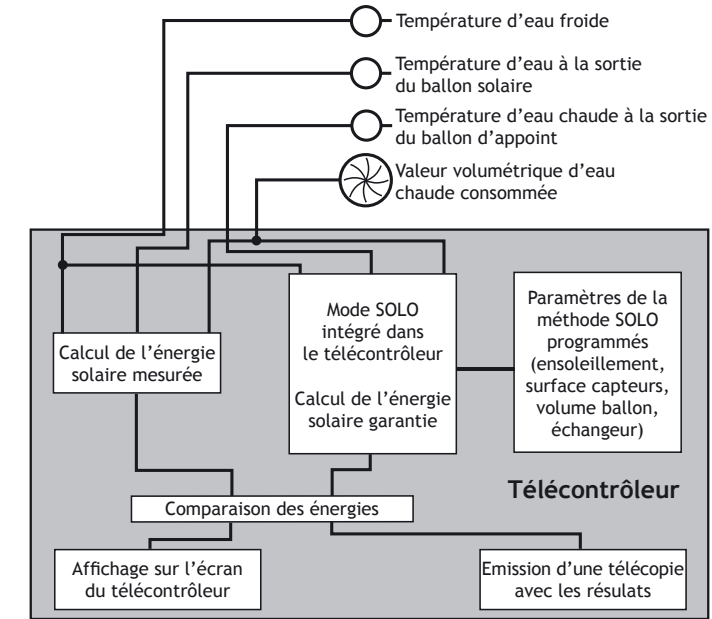 Température d’eau froide
Température d’eau à la sortie
du ballon solaire
Température d’eau chaude à la sortie
du ballon d’appoint
Valeur volumétrique d’eau
chaude consommée
Calcul de l’énergie
solaire mesurée
Mode SOLO
intégré dans
le télécontrôleur
Calcul de l’énergie
solaire garantie
Paramètres de la
méthode SOLO
programmés
(ensoleillement,
surface capteurs,
volume ballon,
échangeur)
Télécontrôleur
Comparaison des énergies
Affichage sur l’écran
du télécontrôleur
Emission d’une télécopie
avec les résulats